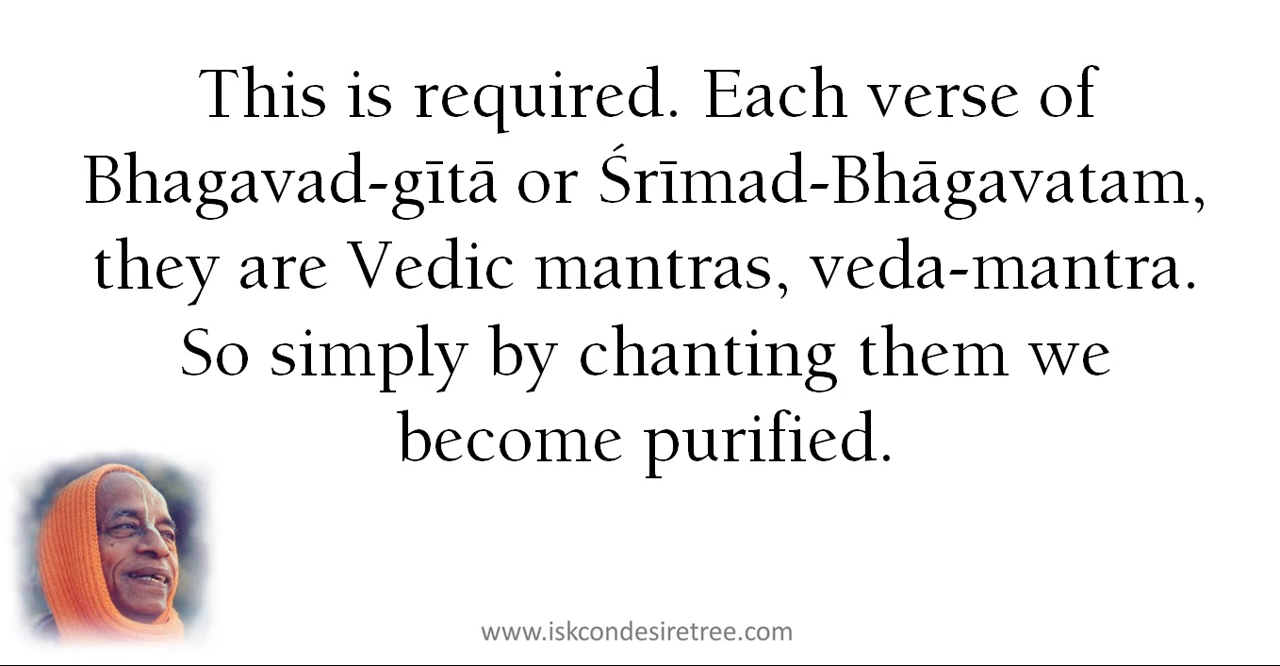 This is required. Each verse of
Bhagavad-gītā or Śrīmad-Bhāgavatam,
they are Vedic mantras, veda-mantra.
So simply by chanting them we
become purified.
www.iskcondesiretree.com